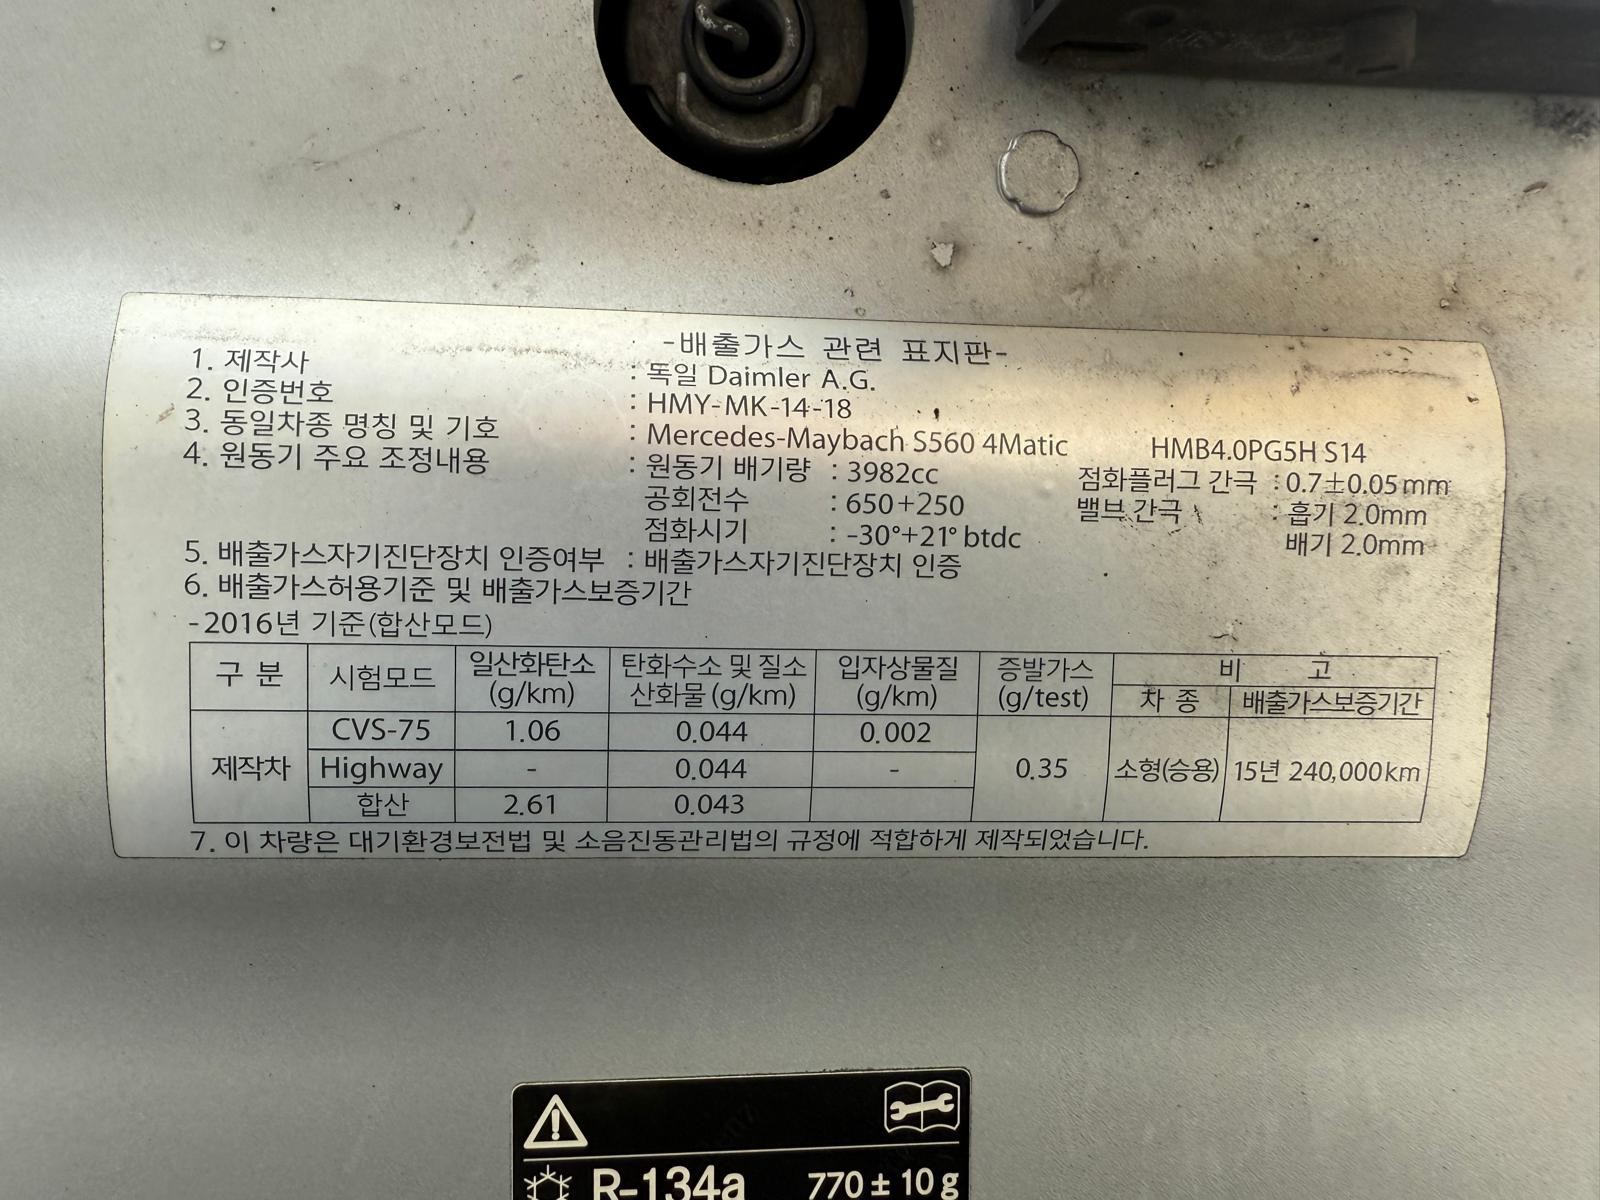 -배출가스 관련 표지판-
1. 제작사 : 독일 Daimler A.G.
2. 인증번호 : HMY-MK-14-18
3. 동일차종 명칭 및 기호 : Mercedes-Maybach S560 4Matic HMB4.0PG5H S14
4. 원동기 주요 조정내용 : 원동기 배기량 : 3982cc 점화플러그 간극 : 0.7±0.05mm
공회전수 : 650+250 밸브 간극 : 흡기 2.0mm
점화시기 : -30°+21° btdc 배기 2.0mm
5. 배출가스자기진단장치 인증여부 : 배출가스자기진단장치 인증
6. 배출가스허용기준 및 배출가스보증기간
-2016년 기준(합산모드)
구 분 시험모드 일산화탄소 (g/km) 탄화수소 및 질소산화물 (g/km) 입자상물질 (g/km) 증발가스 (g/test) 비 고
차 종 배출가스보증기간
제작차 CVS-75 1.06 0.044 0.002 0.35 소형(승용) 15년 240,000km
Highway - 0.044 -
합산 2.61 0.043
7. 이 차량은 대기환경보전법 및 소음진동관리법의 규정에 적합하게 제작되었습니다.
R-134a 770 ± 10 g